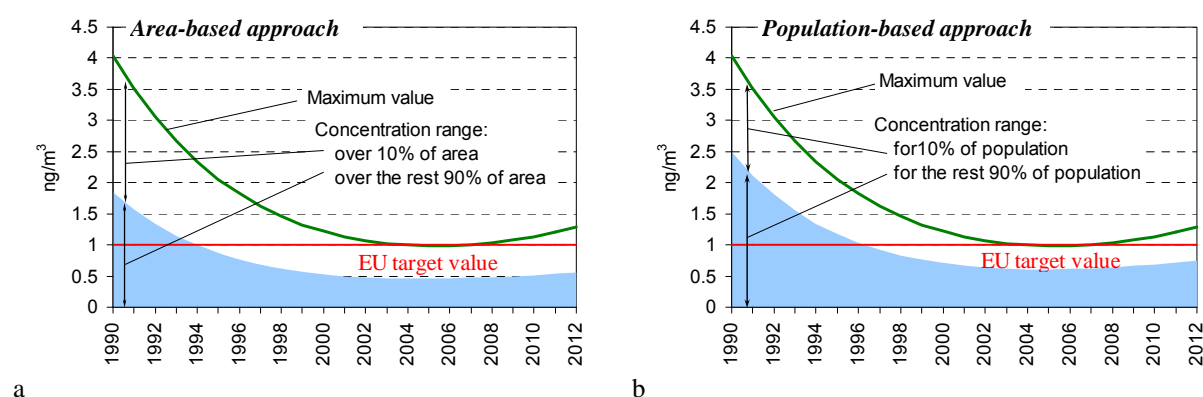 Area-based approach
4.5
4
3.5
3
2.5
2
1.5
1
0.5
0
ng/m³
Maximum value
Concentration range:
over 10% of area
over the rest 90% of area
EU target value
1990
1992
1994
1996
1998
2000
2002
2004
2006
2008
2010
2012
a
Population-based approach
4.5
4
3.5
3
2.5
2
1.5
1
0.5
0
ng/m³
Maximum value
Concentration range:
for10% of population
for the rest 90% of population
EU target value
1990
1992
1994
1996
1998
2000
2002
2004
2006
2008
2010
2012
b